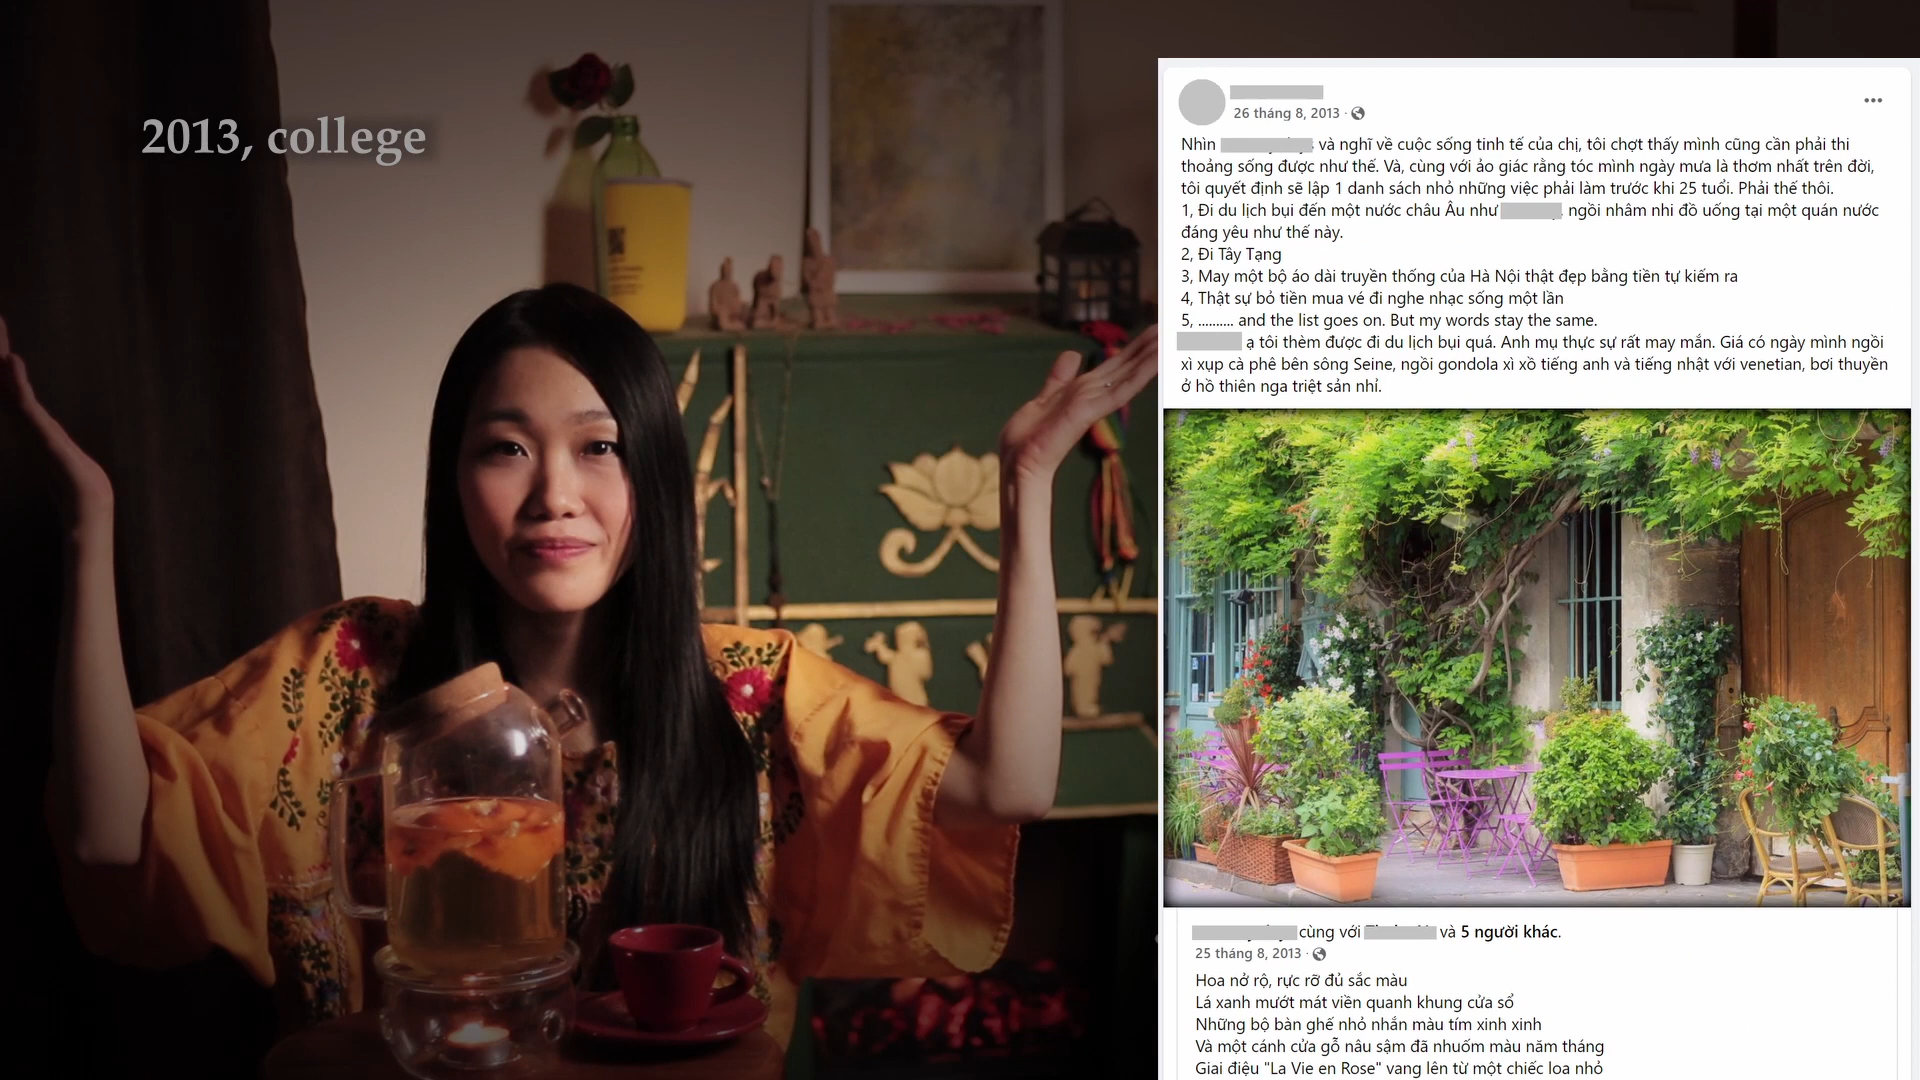 2013, college
26 tháng 8, 2013 ·
Nhìn và nghĩ về cuộc sống tinh tế của chị, tôi chợt thấy mình cũng cần phải thi
thoảng sống được như thế. Và, cùng với ảo giác rằng tóc mình ngày mưa là thơm nhất trên đời,
tôi quyết định sẽ lập 1 danh sách nhỏ những việc phải làm trước khi 25 tuổi. Phải thế thôi.
1, Đi du lịch bụi đến một nước châu Âu như ngồi nhâm nhi đồ uống tại một quán nước
đáng yêu như thế này.
2, Đi Tây Tạng
3, May một bộ áo dài truyền thống của Hà Nội thật đẹp bằng tiền tự kiếm ra
4, Thật sự bỏ tiền mua vé đi nghe nhạc sống một lần
5, .......... and the list goes on. But my words stay the same.
ạ tôi thèm được đi du lịch bụi quá. Anh mụ thực sự rất may mắn. Giá có ngày mình ngồi
xì xụp cà phê bên sông Seine, ngồi gondola xì xồ tiếng anh và tiếng nhật với venetian, bơi thuyền
ở hồ thiên nga triệt sản nhỉ.
cùng với và 5 người khác.
25 tháng 8, 2013 ·
Hoa nở rộ, rực rỡ đủ sắc màu
Lá xanh mướt mát viền quanh khung cửa sổ
Những bộ bàn ghế nhỏ nhắn màu tím xinh xinh
Và một cánh cửa gỗ nâu sậm đã nhuốm màu năm tháng
Giai điệu "La Vie en Rose" vang lên từ một chiếc loa nhỏ